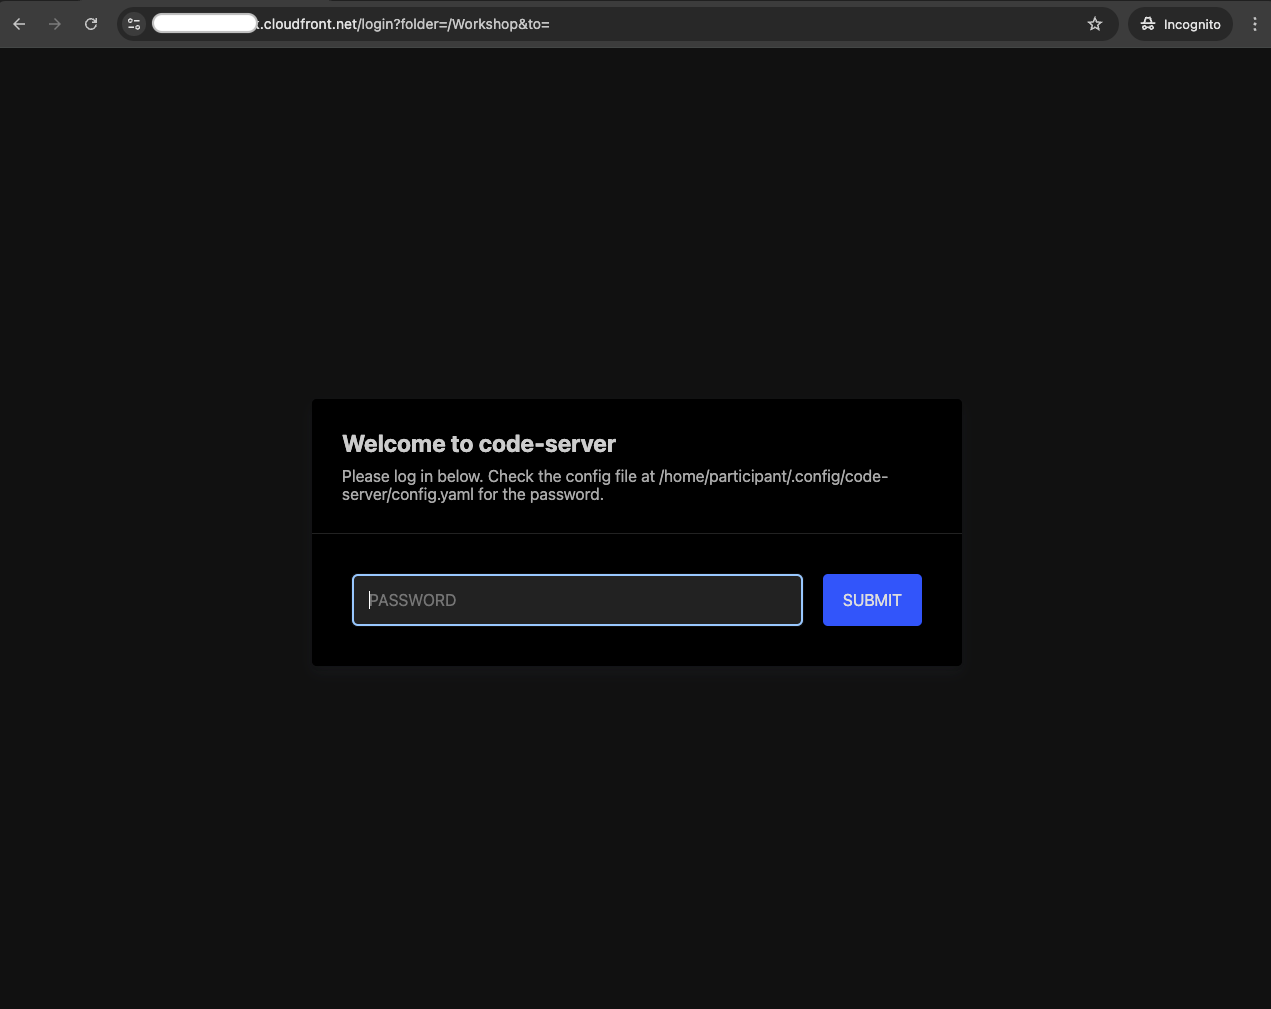 .cloudfront.net/login?folder=/Workshop&to=
Incognito
Welcome to code-server
Please log in below. Check the config file at /home/participant/.config/code-
server/config.yaml for the password.
PASSWORD
SUBMIT